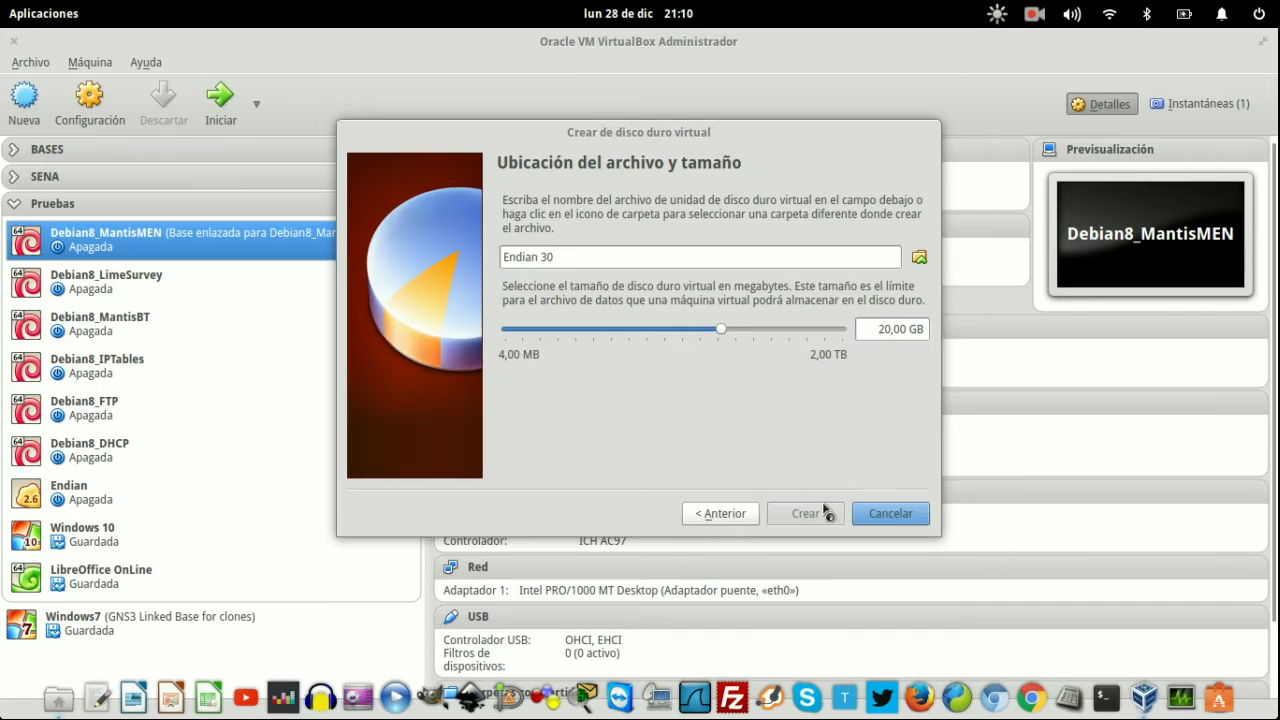 Aplicaciones
lun 28 de dic 21:10
Oracle VM VirtualBox Administrador
Archivo Máquina Ayuda
Nueva Configuración Descartar Iniciar
Detalles Instantáneas (1)
BASES
SENA
Pruebas
Debian8_MantisMEN (Base enlazada para Debian8_Mar
Apagada
Debian8_LimeSurvey
Apagada
Debian8_MantisBT
Apagada
Debian8_IPTables
Apagada
Debian8_FTP
Apagada
Debian8_DHCP
Apagada
Endian
Apagada
Windows 10
Guardada
LibreOffice OnLine
Guardada
Windows7 (GNS3 Linked Base for clones)
Guardada
Crear de disco duro virtual
Ubicación del archivo y tamaño
Escriba el nombre del archivo de unidad de disco duro virtual en el campo debajo o
haga clic en el icono de carpeta para seleccionar una carpeta diferente donde crear
el archivo.
Endian 30
Seleccione el tamaño de disco duro virtual en megabytes. Este tamaño es el límite
para el archivo de datos que una máquina virtual podrá almacenar en el disco duro.
20,00 GB
4,00 MB 2,00 TB
< Anterior Crear Cancelar
Previsualización
Debian8_MantisMEN
Controlador: ICH AC97
Red
Adaptador 1: Intel PRO/1000 MT Desktop (Adaptador puente, «eth0»)
USB
Controlador USB: OHCI, EHCI
Filtros de 0 (0 activo)
dispositivos: